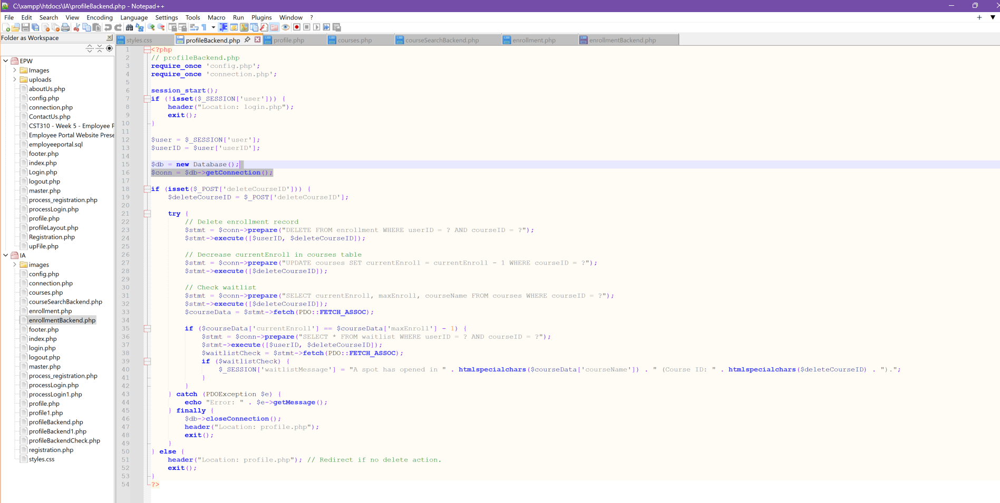 C:\xampp\htdocs\IA\profileBackend.php - Notepad++
File Edit Search View Encoding Language Settings Tools Macro Run Plugins Window ?
Folder as Workspace
styles.css profileBackend.php profile.php courses.php courseSearchBackend.php enrollment.php enrollmentBackend.php
EPW
Images
uploads
aboutUs.php
config.php
connection.php
ContactUs.php
CST310 - Week 5 - Employee P
Employee Portal Website Prese
employeeportal.sql
footer.php
index.php
Login.php
logout.php
master.php
process_registration.php
processLogin.php
profile.php
profileLayout.php
Registration.php
upFile.php
IA
images
config.php
connection.php
courses.php
courseSearchBackend.php
enrollment.php
enrollmentBackend.php
footer.php
index.php
login.php
logout.php
master.php
process_registration.php
processLogin.php
processLogin1.php
profile.php
profile1.php
profileBackend.php
profileBackend1.php
profileBackendCheck.php
registration.php
styles.css
1 <?php
2 // profileBackend.php
3 require_once 'config.php';
4 require_once 'connection.php';
5
6 session_start();
7 if (!isset($_SESSION['user'])) {
8 header("Location: login.php");
9 exit();
10 }
11
12 $user = $_SESSION['user'];
13 $userID = $user['userID'];
14
15 $db = new Database();
16 $conn = $db->getConnection();
17
18 if (isset($_POST['deleteCourseID'])) {
19 $deleteCourseID = $_POST['deleteCourseID'];
20
21 try {
22 // Delete enrollment record
23 $stmt = $conn->prepare("DELETE FROM enrollment WHERE userID = ? AND courseID = ?");
24 $stmt->execute([$userID, $deleteCourseID]);
25
26 // Decrease currentEnroll in courses table
27 $stmt = $conn->prepare("UPDATE courses SET currentEnroll = currentEnroll - 1 WHERE courseID = ?");
28 $stmt->execute([$deleteCourseID]);
29
30 // Check waitlist
31 $stmt = $conn->prepare("SELECT currentEnroll, maxEnroll, courseName FROM courses WHERE courseID = ?");
32 $stmt->execute([$deleteCourseID]);
33 $courseData = $stmt->fetch(PDO::FETCH_ASSOC);
34
35 if ($courseData['currentEnroll'] == $courseData['maxEnroll'] - 1) {
36 $stmt = $conn->prepare("SELECT * FROM waitlist WHERE userID = ? AND courseID = ?");
37 $stmt->execute([$userID, $deleteCourseID]);
38 $waitlistCheck = $stmt->fetch(PDO::FETCH_ASSOC);
39 if ($waitlistCheck) {
40 $_SESSION['waitlistMessage'] = "A spot has opened in " . htmlspecialchars($courseData['courseName']) . " (Course ID: " . htmlspecialchars($deleteCourseID) . ").";
41 }
42 }
43 } catch (PDOException $e) {
44 echo "Error: " . $e->getMessage();
45 } finally {
46 $db->closeConnection();
47 header("Location: profile.php");
48 exit();
49 }
50 } else {
51 header("Location: profile.php"); // Redirect if no delete action.
52 exit();
53 }
54 ?>